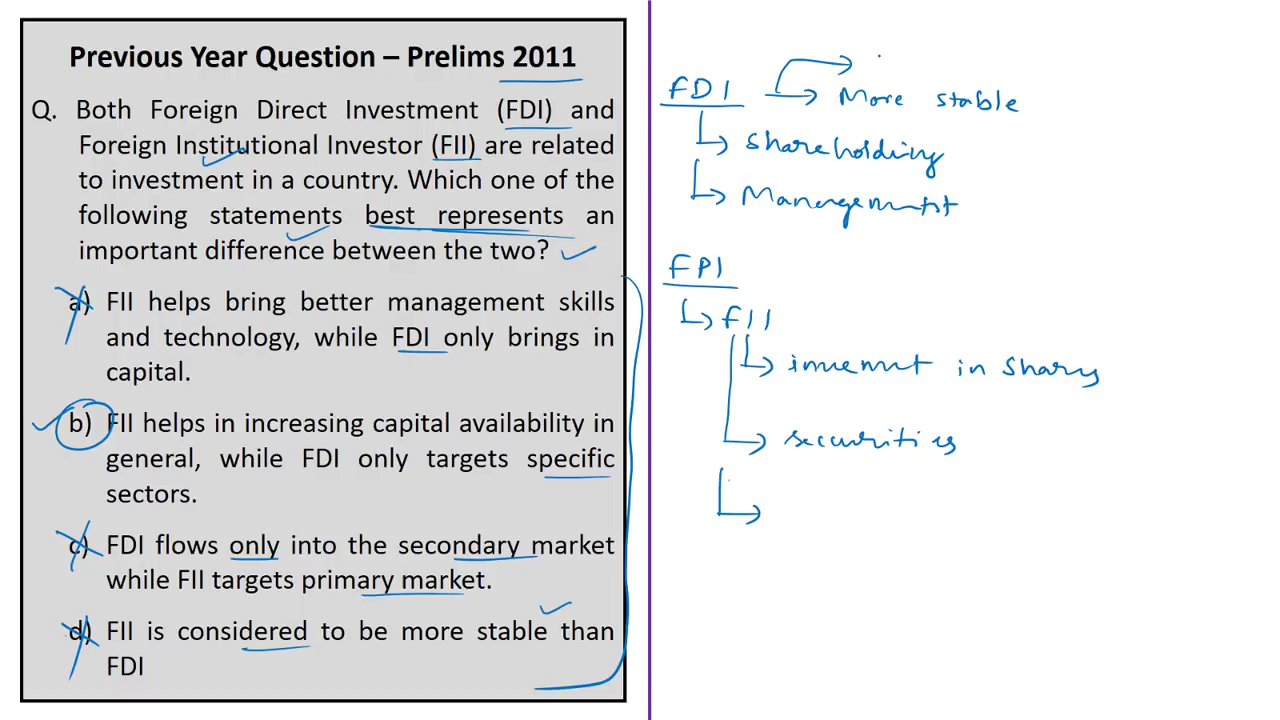 Previous Year Question – Prelims 2011
Q. Both Foreign Direct Investment (FDI) and
Foreign Institutional Investor (FII) are related
to investment in a country. Which one of the
following statements best represents an
important difference between the two?
a) FII helps bring better management skills
and technology, while FDI only brings in
capital.
b) FII helps in increasing capital availability in
general, while FDI only targets specific
sectors.
c) FDI flows only into the secondary market
while FII targets primary market.
d) FII is considered to be more stable than
FDI
FDI → More stable
↳ Shareholding
↳ Management
FPI
↳ FII
↳ in shares
↳ securities